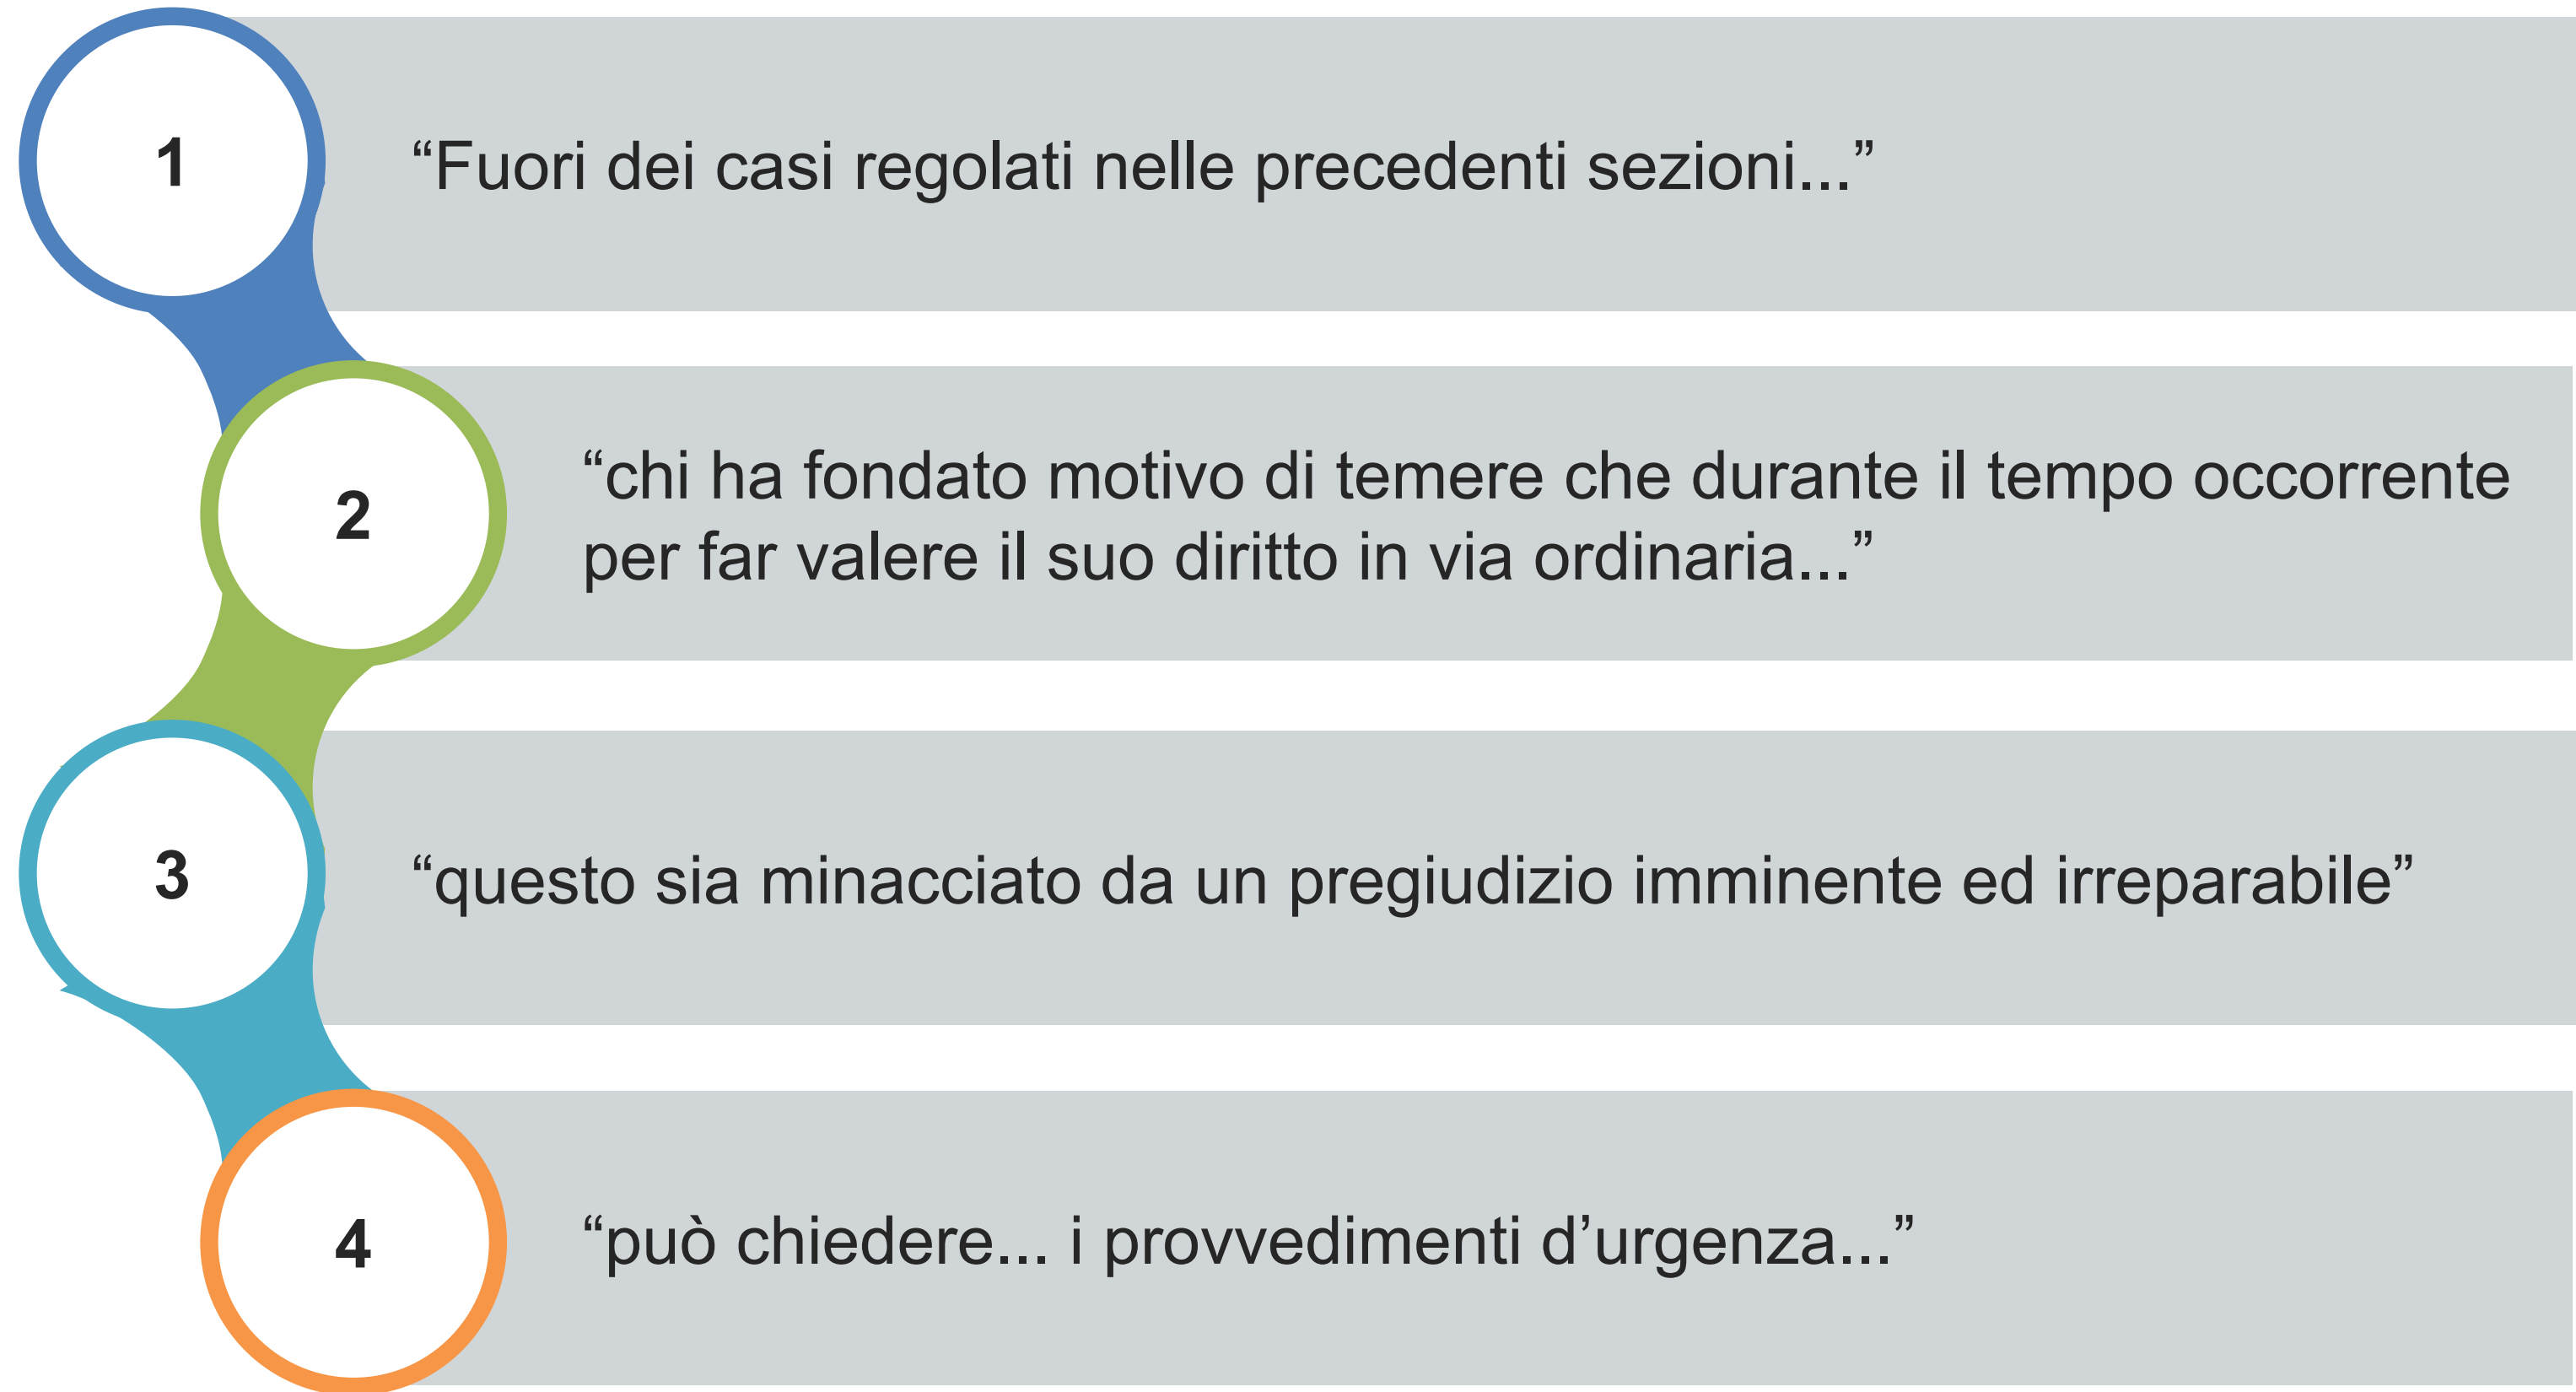 1
“Fuori dei casi regolati nelle precedenti sezioni...”
2
“chi ha fondato motivo di temere che durante il tempo occorrente
per far valere il suo diritto in via ordinaria...”
3
“questo sia minacciato da un pregiudizio imminente ed irreparabile”
4
“può chiedere... i provvedimenti d’urgenza...”